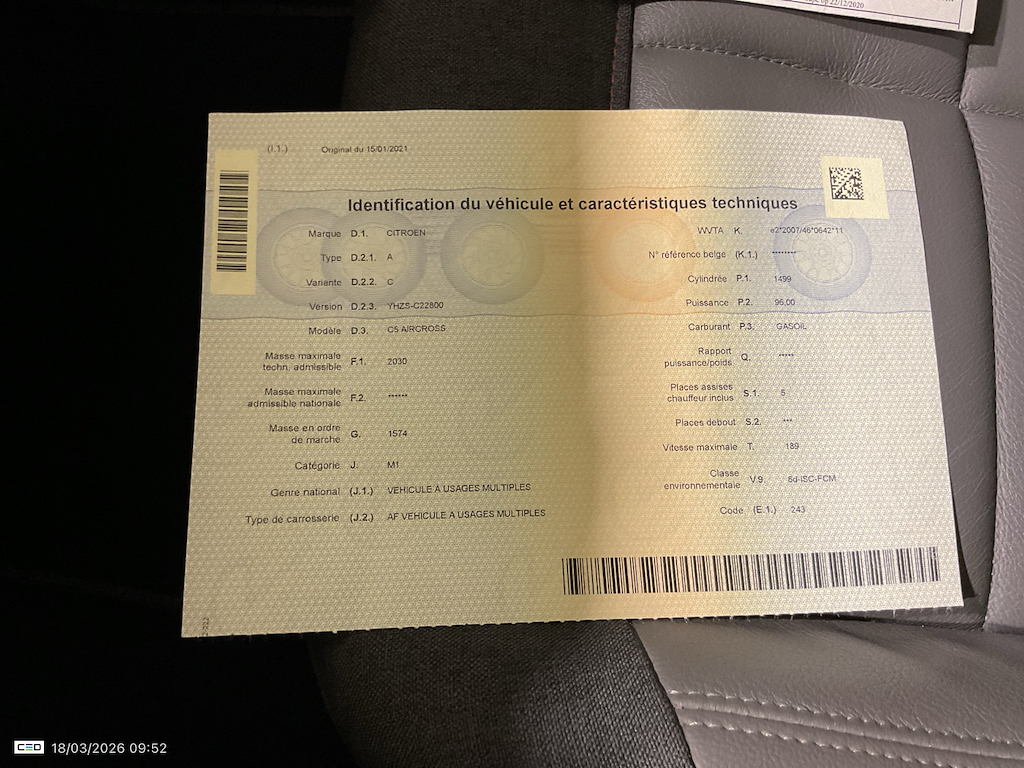 22/12/2020
(I.1.) Original du 15/01/2021
Identification du véhicule et caractéristiques techniques
Marque D.1. CITROEN
Type D.2.1. A
Variante D.2.2. C
Version D.2.3. YHZS-C22800
Modèle D.3. C5 AIRCROSS
Masse maximale
techn. admissible F.1. 2030
Masse maximale
admissible nationale F.2. ******
Masse en ordre
de marche G. 1574
Catégorie J. M1
Genre national (J.1.) VEHICULE A USAGES MULTIPLES
Type de carrosserie (J.2.) AF VEHICULE A USAGES MULTIPLES
WVTA K. e2*2007/46*0642*11
N° référence belge (K.1.) ********
Cylindrée P.1. 1499
Puissance P.2. 96,00
Carburant P.3. GASOIL
Rapport
puissance/poids Q. *****
Places assises
chauffeur inclus S.1. 5
Places debout S.2. ***
Vitesse maximale T. 189
Classe
environnementale V.9. 6d-ISC-FCM
Code (E.1.) 243
CEO 18/03/2026 09:52